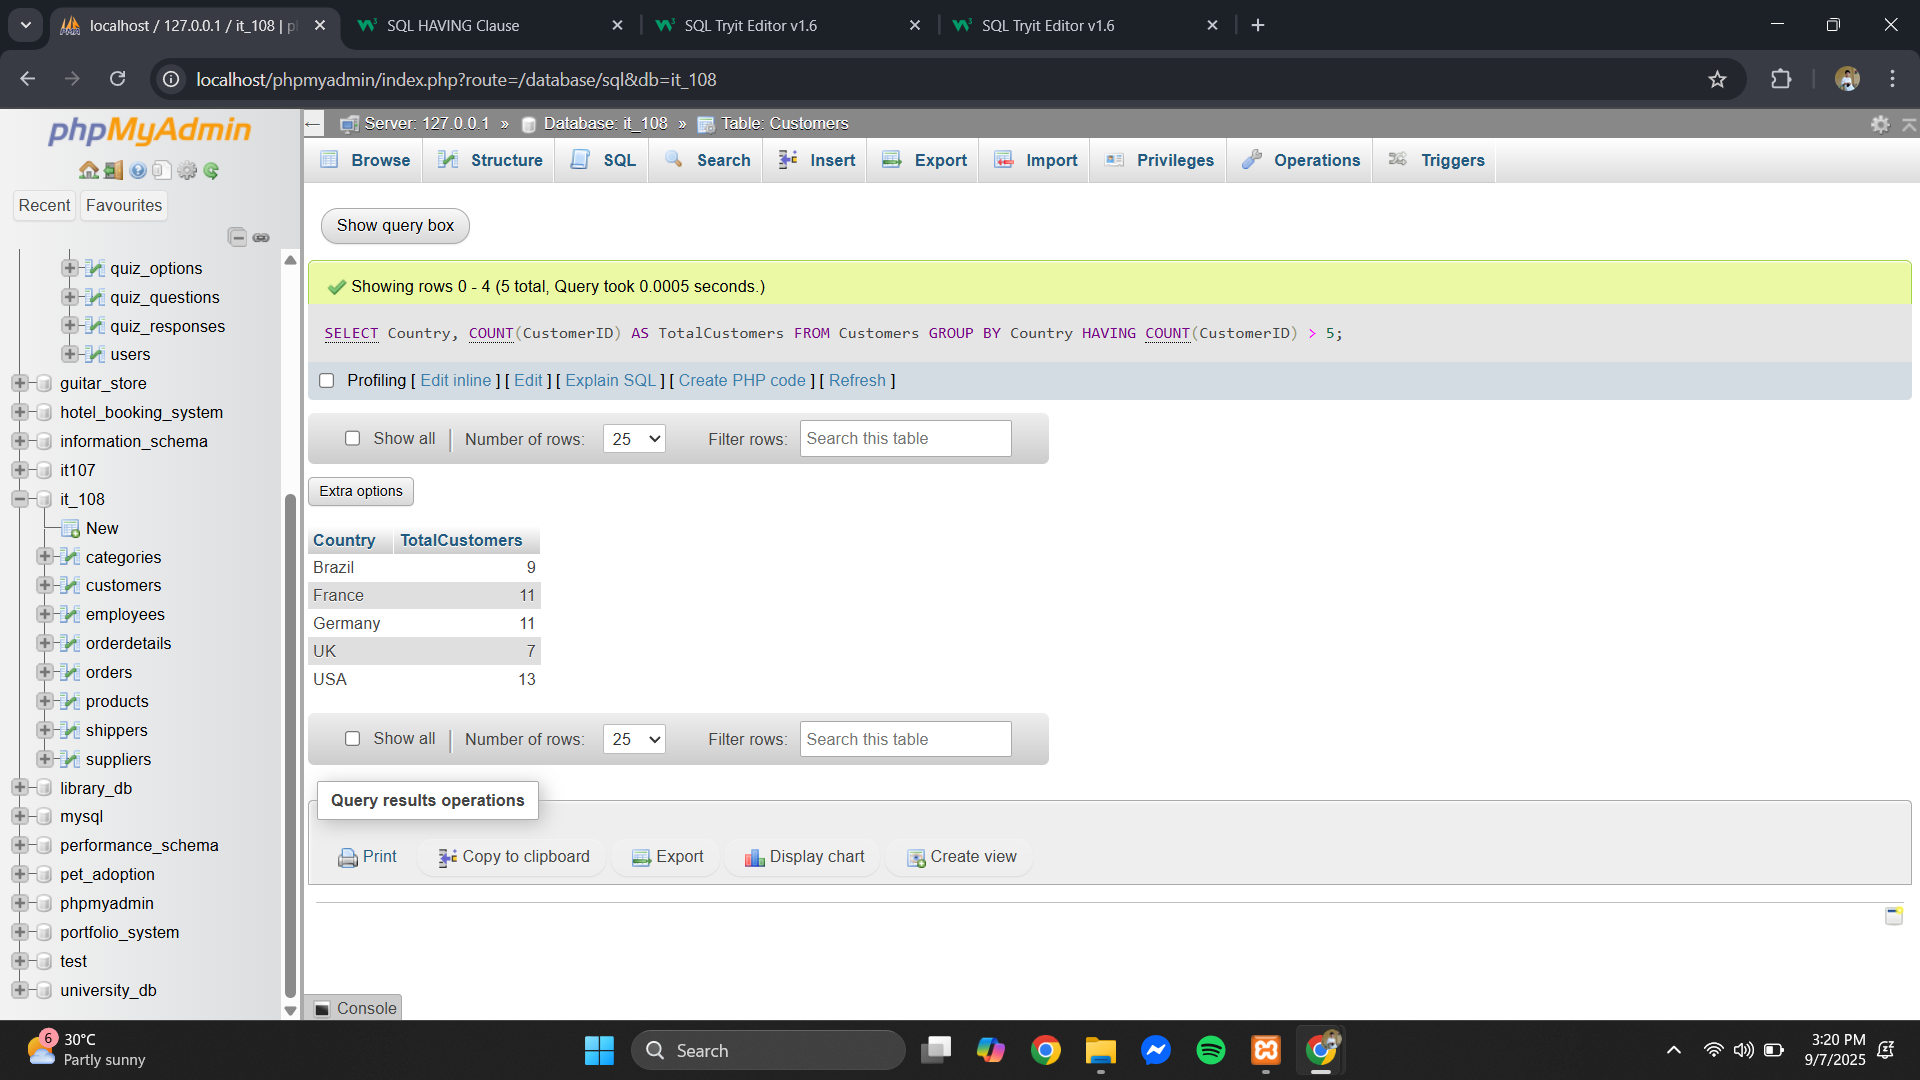 localhost / 127.0.0.1 / it_108 | p
SQL HAVING Clause
SQL Tryit Editor v1.6
SQL Tryit Editor v1.6
localhost/phpmyadmin/index.php?route=/database/sql&db=it_108
phpMyAdmin
Recent
Favourites
quiz_options
quiz_questions
quiz_responses
users
guitar_store
hotel_booking_system
information_schema
it107
it_108
New
categories
customers
employees
orderdetails
orders
products
shippers
suppliers
library_db
mysql
performance_schema
pet_adoption
phpmyadmin
portfolio_system
test
university_db
Server: 127.0.0.1 » Database: it_108 » Table: Customers
Browse Structure SQL Search Insert Export Import Privileges Operations Triggers
Show query box
Showing rows 0 - 4 (5 total, Query took 0.0005 seconds.)
SELECT Country, COUNT(CustomerID) AS TotalCustomers FROM Customers GROUP BY Country HAVING COUNT(CustomerID) > 5;
Profiling [ Edit inline ] [ Edit ] [ Explain SQL ] [ Create PHP code ] [ Refresh ]
Show all | Number of rows: 25 Filter rows: Search this table
Extra options
Country TotalCustomers
Brazil 9
France 11
Germany 11
UK 7
USA 13
Show all | Number of rows: 25 Filter rows: Search this table
Query results operations
Print Copy to clipboard Export Display chart Create view
Console
6
30°C
Partly sunny
Search
3:20 PM
9/7/2025